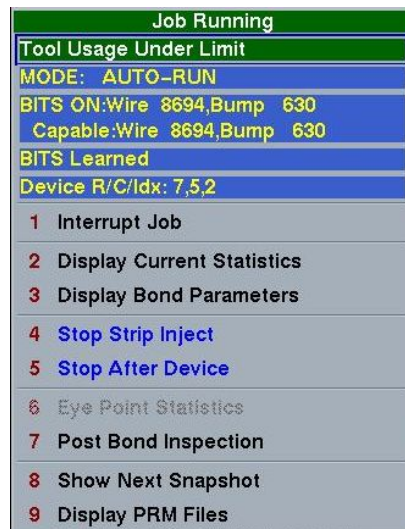 Job Running
Tool Usage Under Limit
MODE: AUTO-RUN
BITS ON:Wire 8694,Bump 630
Capable:Wire 8694,Bump 630
BITS Learned
Device R/C/Idx: 7,5,2
1 Interrupt Job
2 Display Current Statistics
3 Display Bond Parameters
4 Stop Strip Inject
5 Stop After Device
6 Eye Point Statistics
7 Post Bond Inspection
8 Show Next Snapshot
9 Display PRM Files